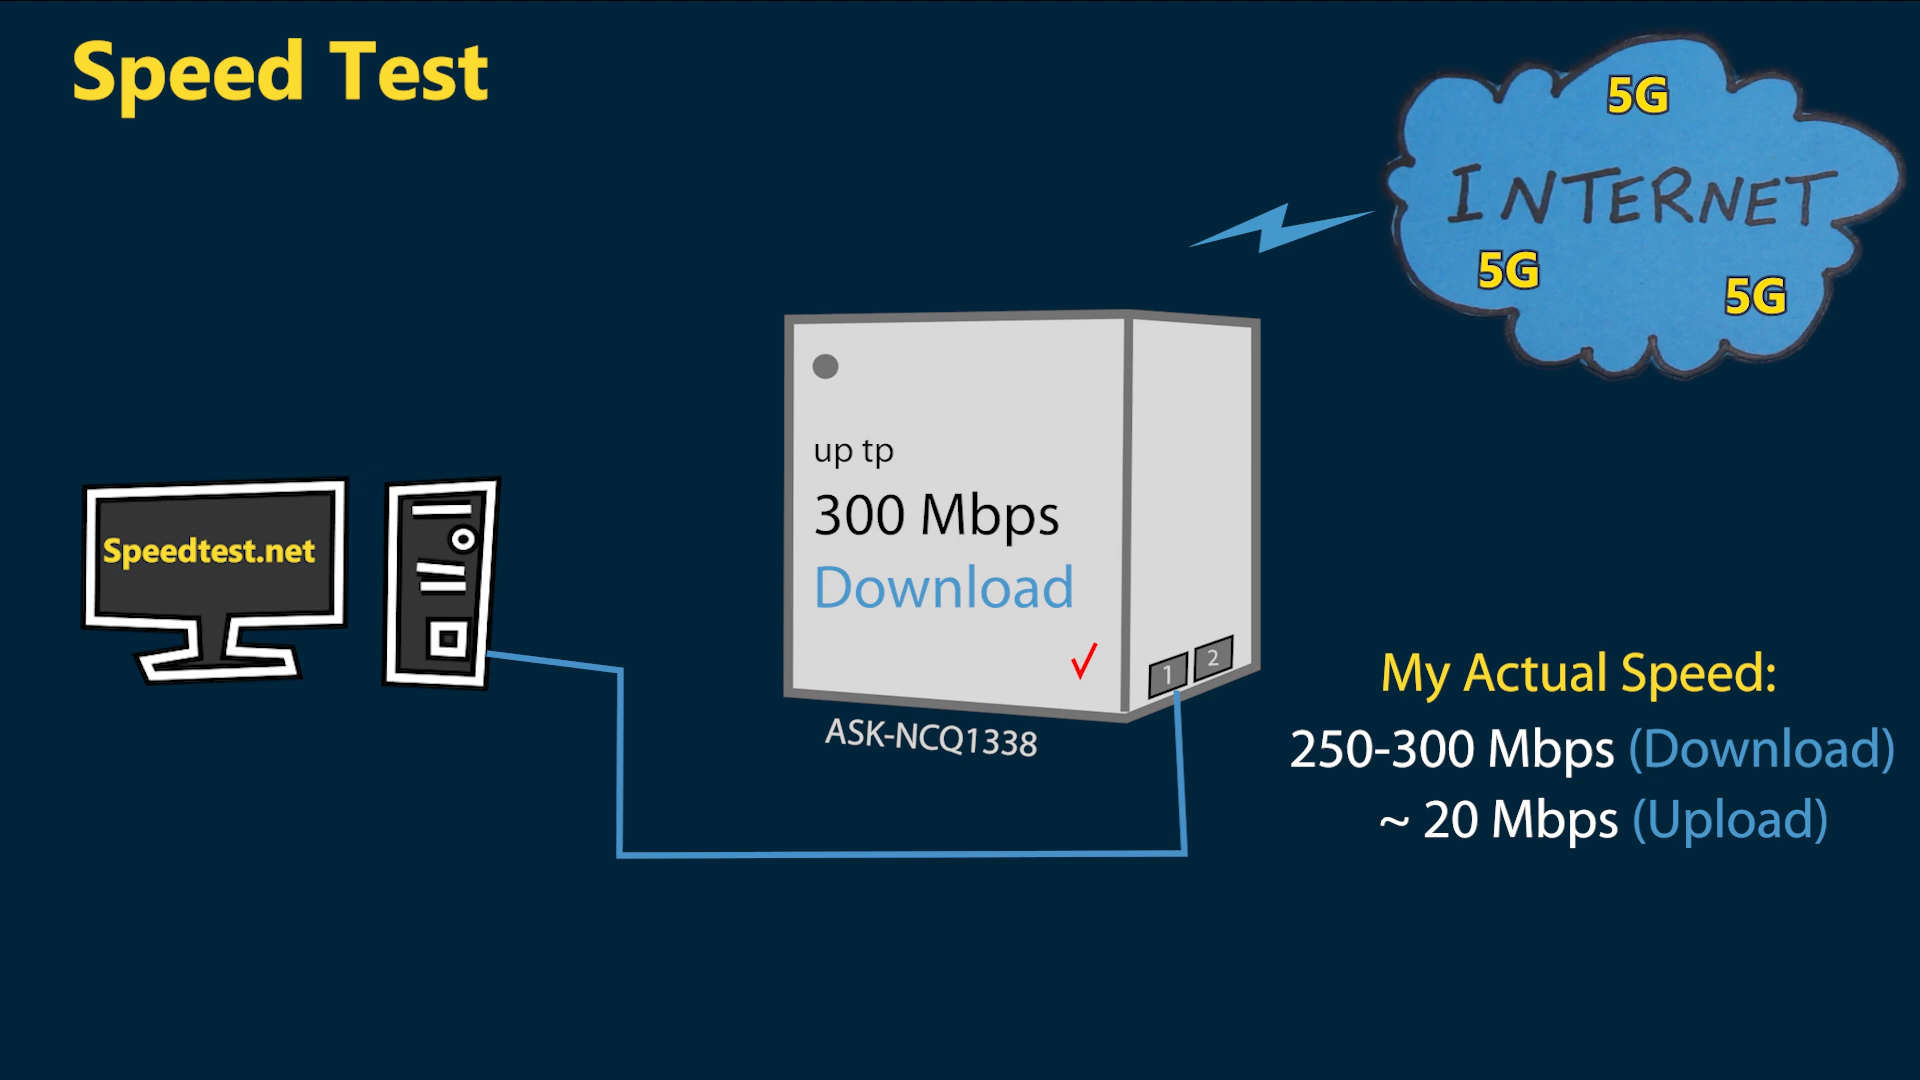 Speed Test
5G
INTERNET
5G
5G
up tp
300 Mbps
Download
Speedtest.net
1
2
ASK-NCQ1338
My Actual Speed:
250-300 Mbps (Download)
~ 20 Mbps (Upload)